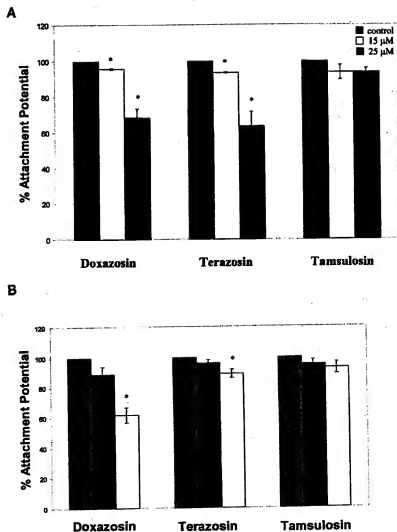 A
control
15 µM
25 µM
% Attachment Potential
120
100
80
60
40
20
0
* * * *
Doxazosin Terazosin Tamsulosin
B
% Attachment Potential
120
100
80
60
40
20
0
* *
Doxazosin Terazosin Tamsulosin